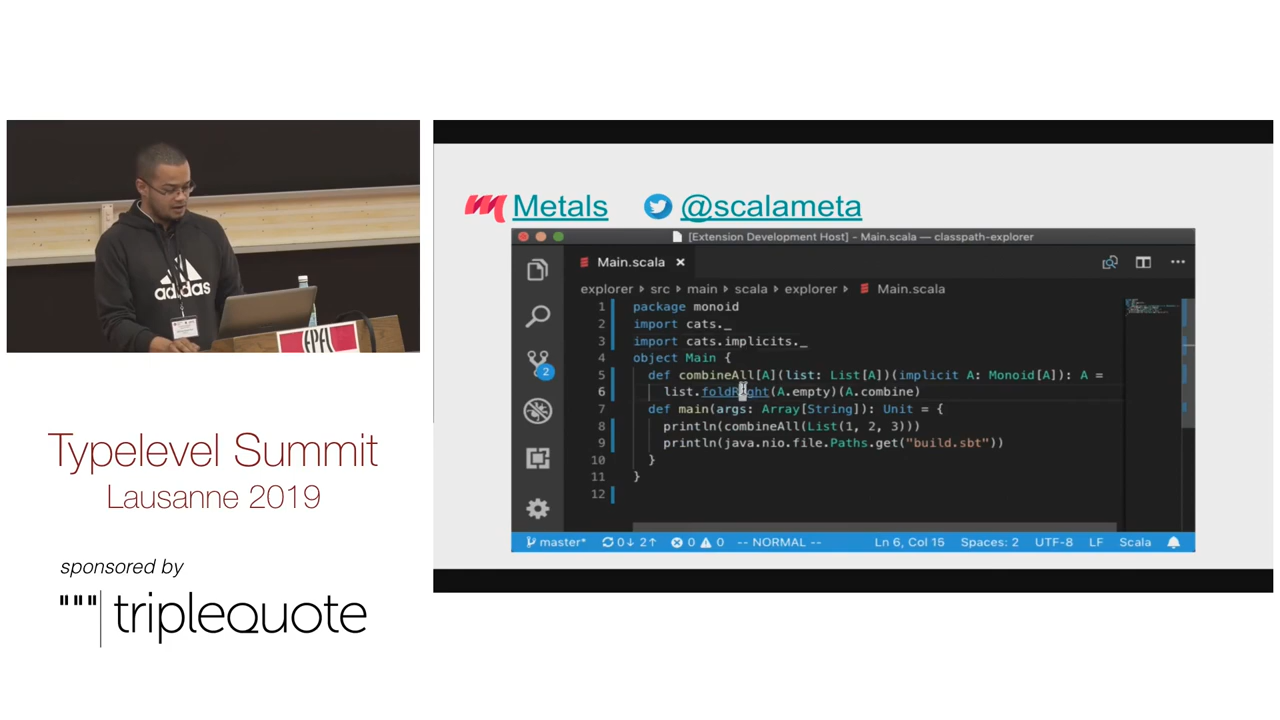 adidas
EPFL
Typelevel Summit
Lausanne 2019
sponsored by
"""|triplequote
Metals @scalameta
[Extension Development Host] - Main.scala — classpath-explorer
Main.scala ×
explorer › src › main › scala › explorer › Main.scala
1 package monoid
2 import cats._
3 import cats.implicits._
4 object Main {
5 def combineAll[A](list: List[A])(implicit A: Monoid[A]): A =
6 list.foldRight(A.empty)(A.combine)
7 def main(args: Array[String]): Unit = {
8 println(combineAll(List(1, 2, 3)))
9 println(java.nio.file.Paths.get("build.sbt"))
10 }
11 }
12
2
master* 0↓ 2↑ 0 0 -- NORMAL -- Ln 6, Col 15 Spaces: 2 UTF-8 LF Scala